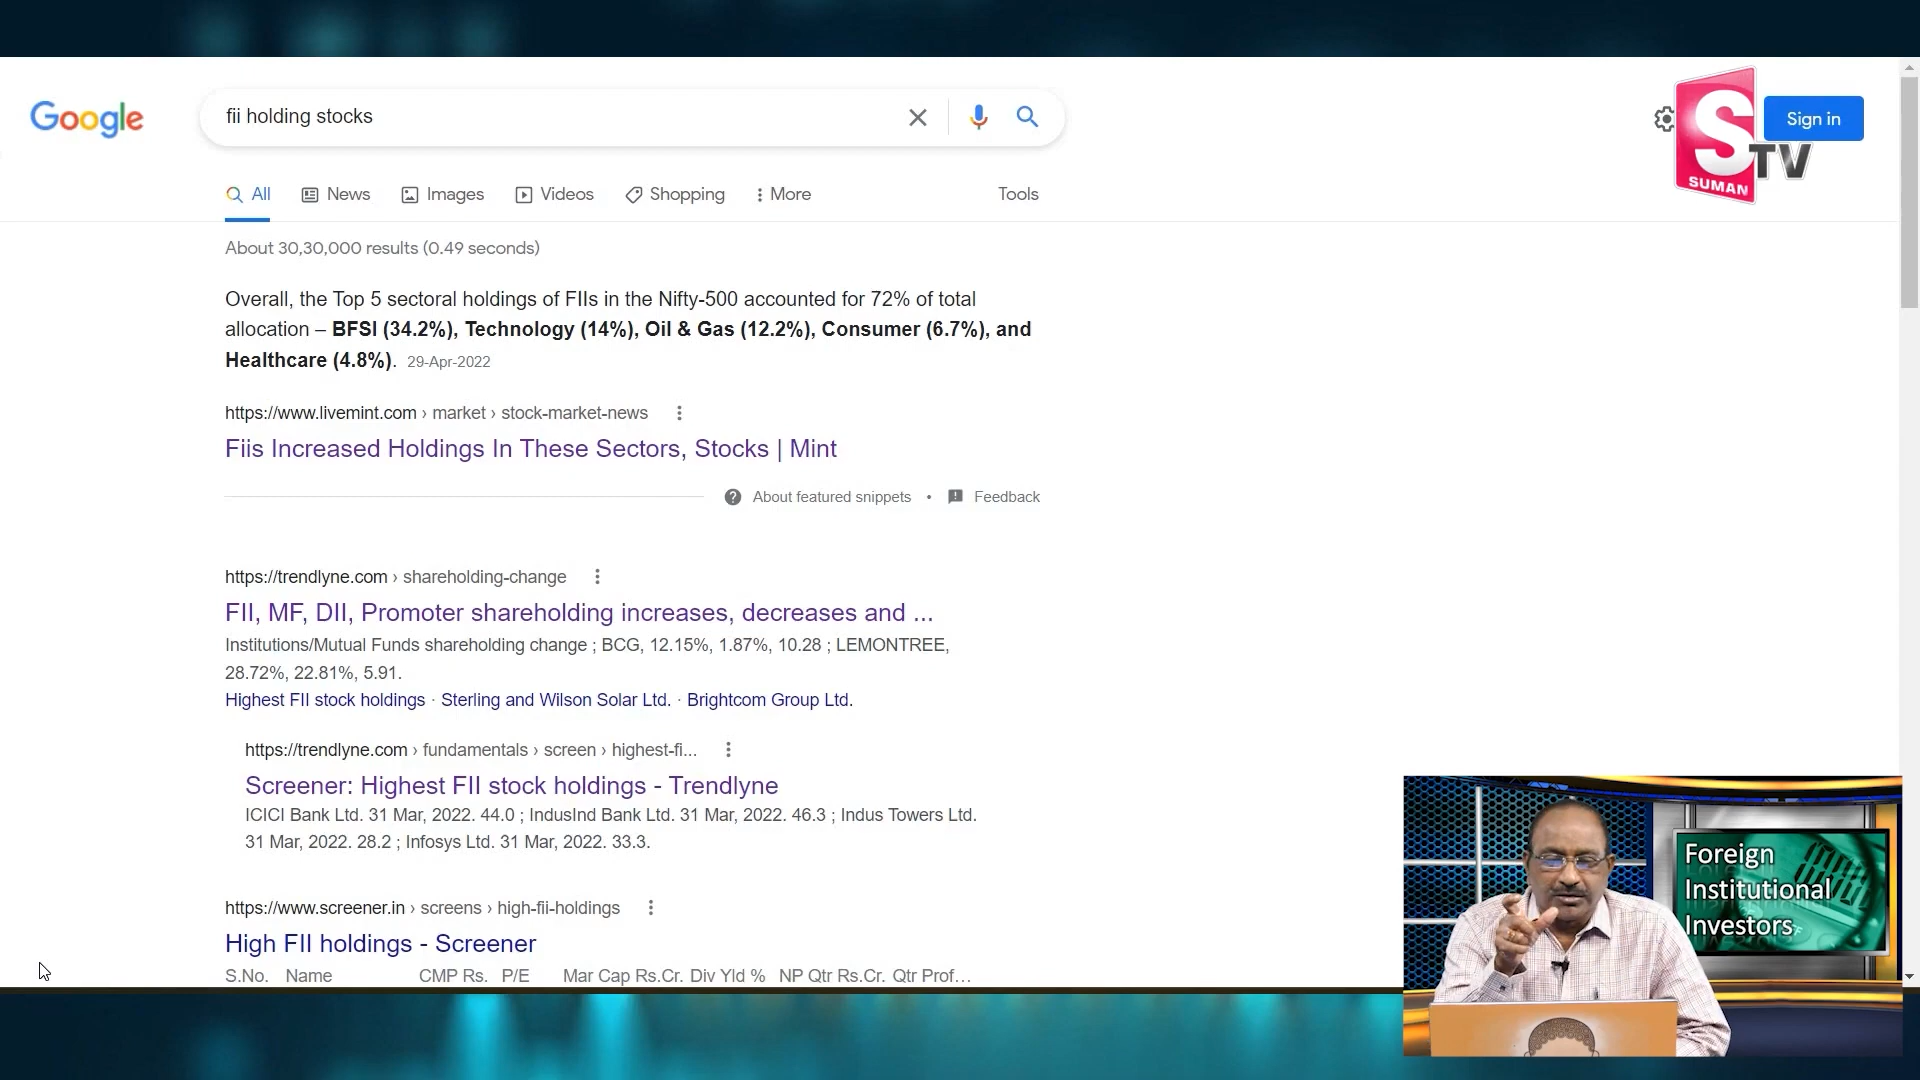 Google
fii holding stocks
Sign in
S
TV
SUMAN
All News Images Videos Shopping More Tools
About 30,30,000 results (0.49 seconds)
Overall, the Top 5 sectoral holdings of FIIs in the Nifty-500 accounted for 72% of total
allocation – BFSI (34.2%), Technology (14%), Oil & Gas (12.2%), Consumer (6.7%), and
Healthcare (4.8%). 29-Apr-2022
https://www.livemint.com › market › stock-market-news
Fiis Increased Holdings In These Sectors, Stocks | Mint
About featured snippets • Feedback
https://trendlyne.com › shareholding-change
FII, MF, DII, Promoter shareholding increases, decreases and ...
Institutions/Mutual Funds shareholding change ; BCG, 12.15%, 1.87%, 10.28 ; LEMONTREE,
28.72%, 22.81%, 5.91.
Highest FII stock holdings · Sterling and Wilson Solar Ltd. · Brightcom Group Ltd.
https://trendlyne.com › fundamentals › screen › highest-fi...
Screener: Highest FII stock holdings - Trendlyne
ICICI Bank Ltd. 31 Mar, 2022. 44.0 ; IndusInd Bank Ltd. 31 Mar, 2022. 46.3 ; Indus Towers Ltd.
31 Mar, 2022. 28.2 ; Infosys Ltd. 31 Mar, 2022. 33.3.
https://www.screener.in › screens › high-fii-holdings
High FII holdings - Screener
S.No. Name CMP Rs. P/E Mar Cap Rs.Cr. Div Yld % NP Qtr Rs.Cr. Qtr Prof...
Foreign
Institutional
Investors